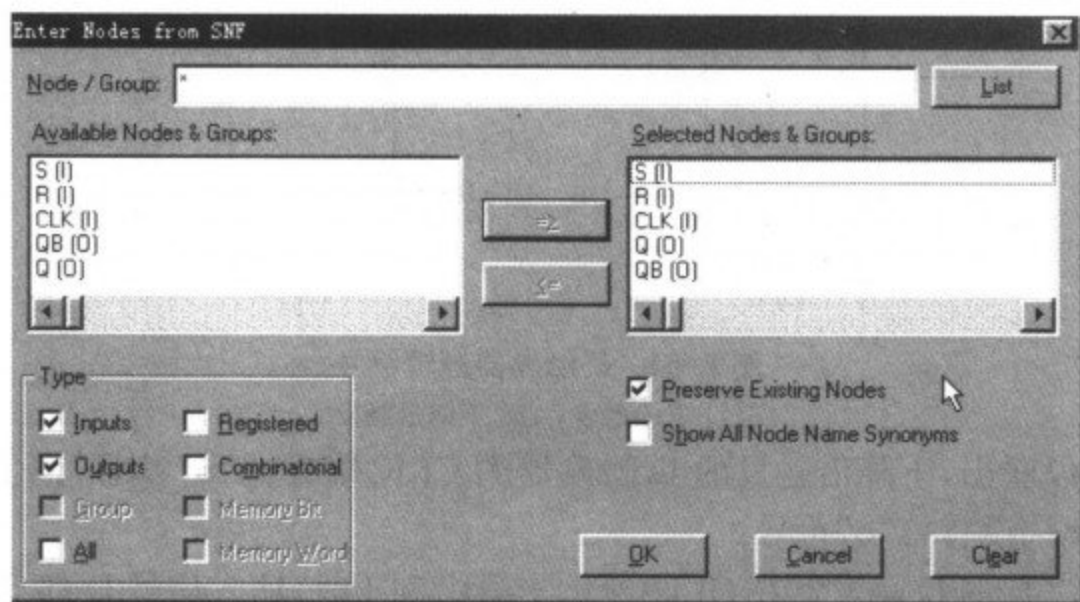 Enter Nodes from SNF
Node / Group: *
List
Available Nodes & Groups:
S (I)
R (I)
CLK (I)
QB (O)
Q (O)
=>
<=
Selected Nodes & Groups:
S (I)
R (I)
CLK (I)
Q (O)
QB (O)
Type
Inputs
Registered
Outputs
Combinatorial
Group
Memory Bit
All
Memory Word
Preserve Existing Nodes
Show All Node Name Synonyms
OK
Cancel
Clear